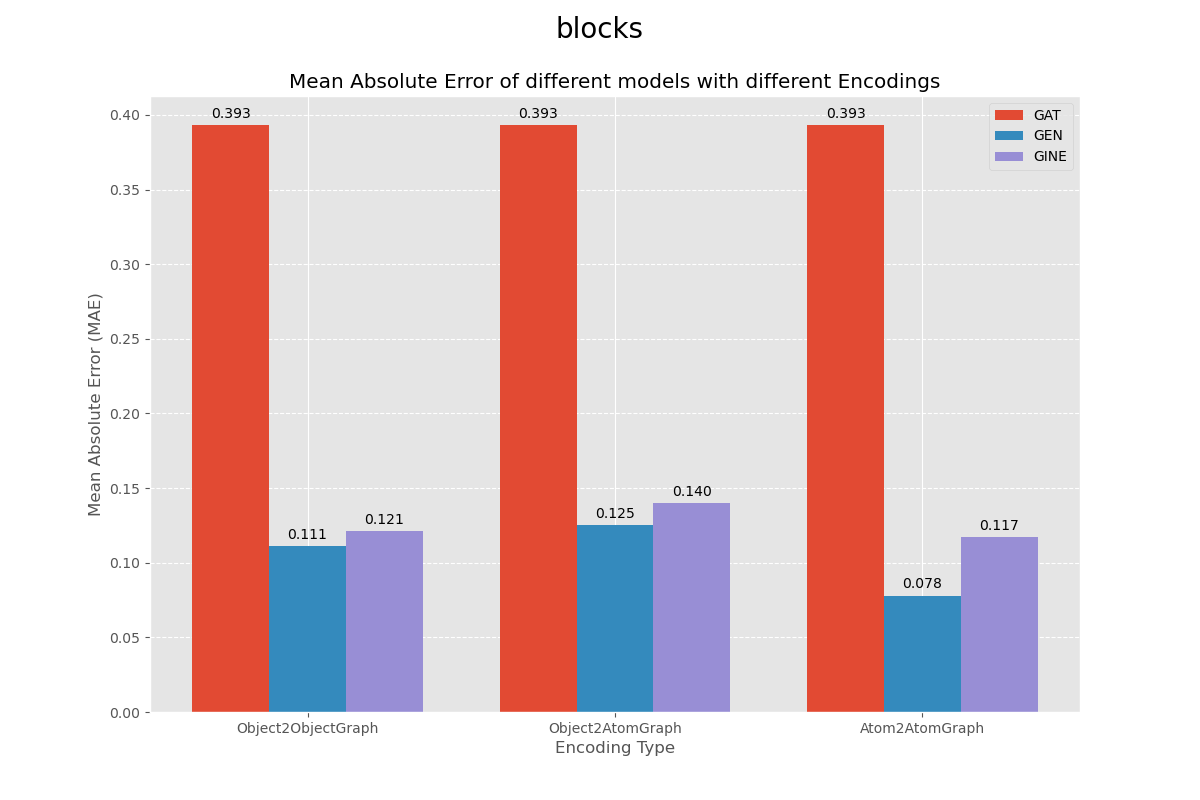 blocks
Mean Absolute Error of different models with different Encodings
0.393
0.393
0.393
GAT
GEN
GINE
0.40
0.35
0.30
0.25
0.20
0.15
0.10
0.05
0.00
Mean Absolute Error (MAE)
0.111
0.121
0.125
0.140
0.078
0.117
Object2ObjectGraph
Object2AtomGraph
Atom2AtomGraph
Encoding Type